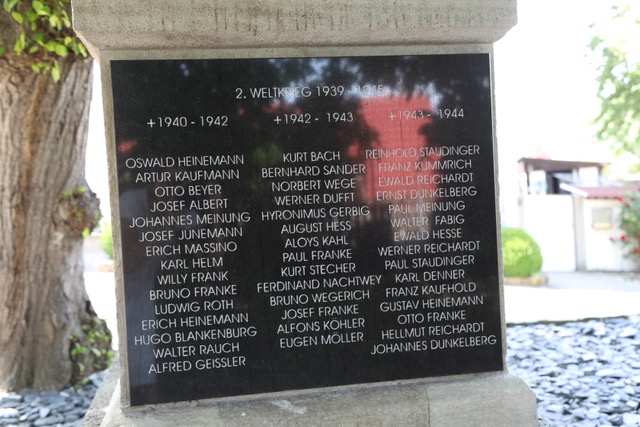 2. WELTKRIEG 1939 - 1945
+1940 - 1942
OSWALD HEINEMANN
ARTUR KAUFMANN
OTTO BEYER
JOSEF ALBERT
JOHANNES MEINUNG
JOSEF JÜNEMANN
ERICH MASSINO
KARL HELM
WILLY FRANK
BRUNO FRANKE
LUDWIG ROTH
ERICH HEINEMANN
HUGO BLANKENBURG
WALTER RAUCH
ALFRED GEISSLER
+1942 - 1943
KURT BACH
BERNHARD SANDER
NORBERT WEGE
WERNER DUFFT
HYRONIMUS GERBIG
AUGUST HESS
ALOYS KAHL
PAUL FRANKE
KURT STECHER
FERDINAND NACHTWEY
BRUNO WEGERICH
JOSEF FRANKE
ALFONS KÖHLER
EUGEN MÖLLER
+1943 - 1944
REINHOLD STAUDINGER
FRANZ KUMMRICH
EWALD REICHARDT
ERNST DUNKELBERG
PAUL MEINUNG
WALTER FABIG
EWALD HESSE
WERNER REICHARDT
PAUL STAUDINGER
KARL DENNER
FRANZ KAUFHOLD
GUSTAV HEINEMANN
OTTO FRANKE
HELLMUT REICHARDT
JOHANNES DUNKELBERG